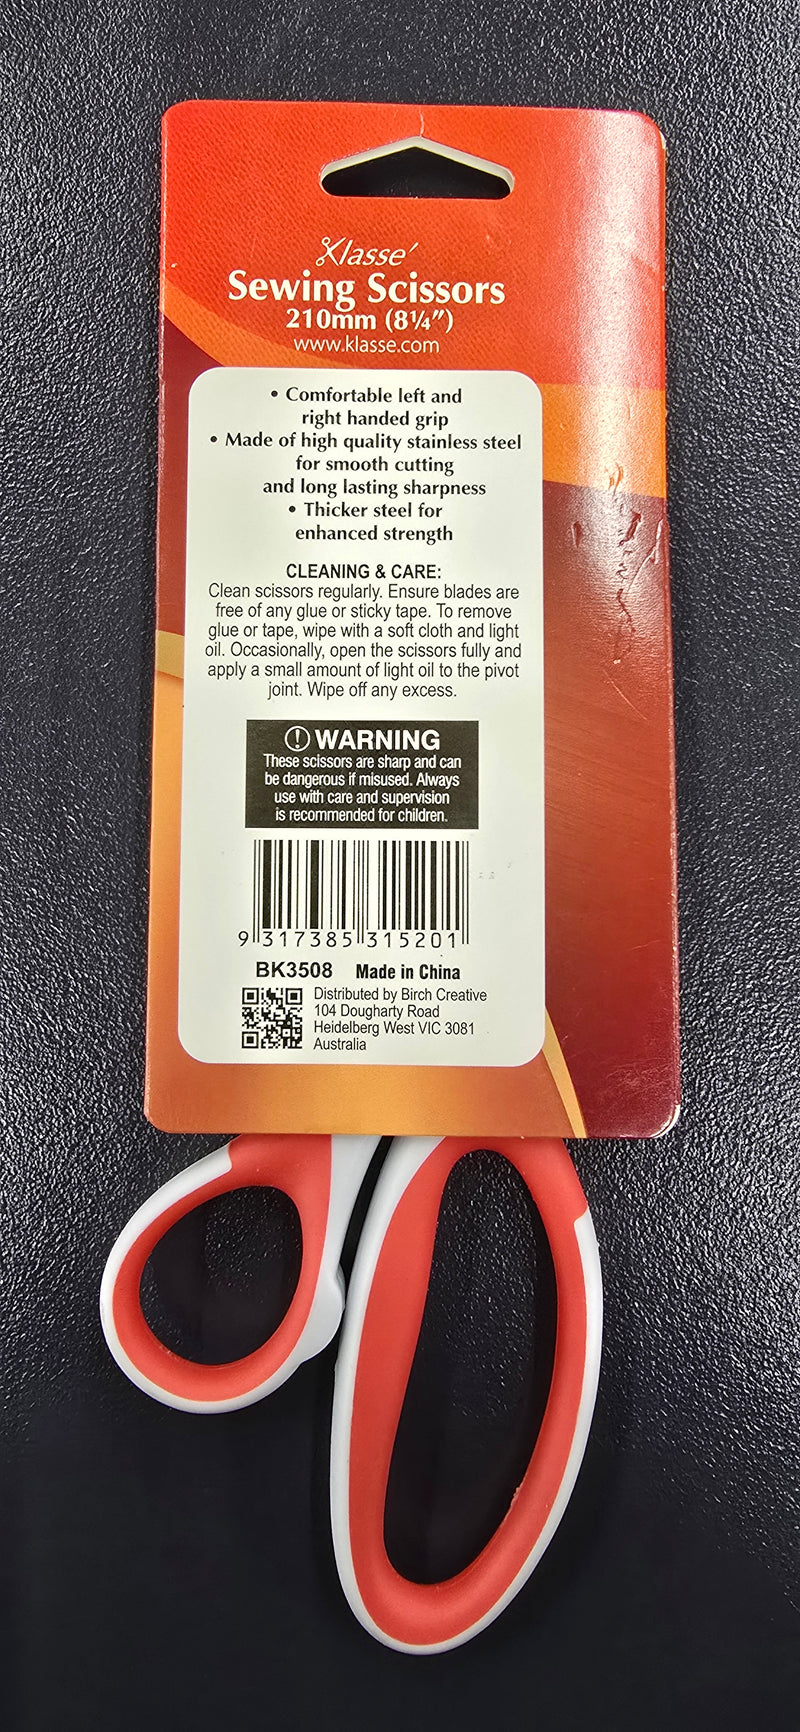 Klassé
Sewing Scissors
210mm (8¼")
www.klasse.com
• Comfortable left and
right handed grip
• Made of high quality stainless steel
for smooth cutting
and long lasting sharpness
• Thicker steel for
enhanced strength
CLEANING & CARE:
Clean scissors regularly. Ensure blades are
free of any glue or sticky tape. To remove
glue or tape, wipe with a soft cloth and light
oil. Occasionally, open the scissors fully and
apply a small amount of light oil to the pivot
joint. Wipe off any excess.
WARNING
These scissors are sharp and can
be dangerous if misused. Always
use with care and supervision
is recommended for children.
9 317385 315201
BK3508 Made in China
Distributed by Birch Creative
104 Dougharty Road
Heidelberg West VIC 3081
Australia